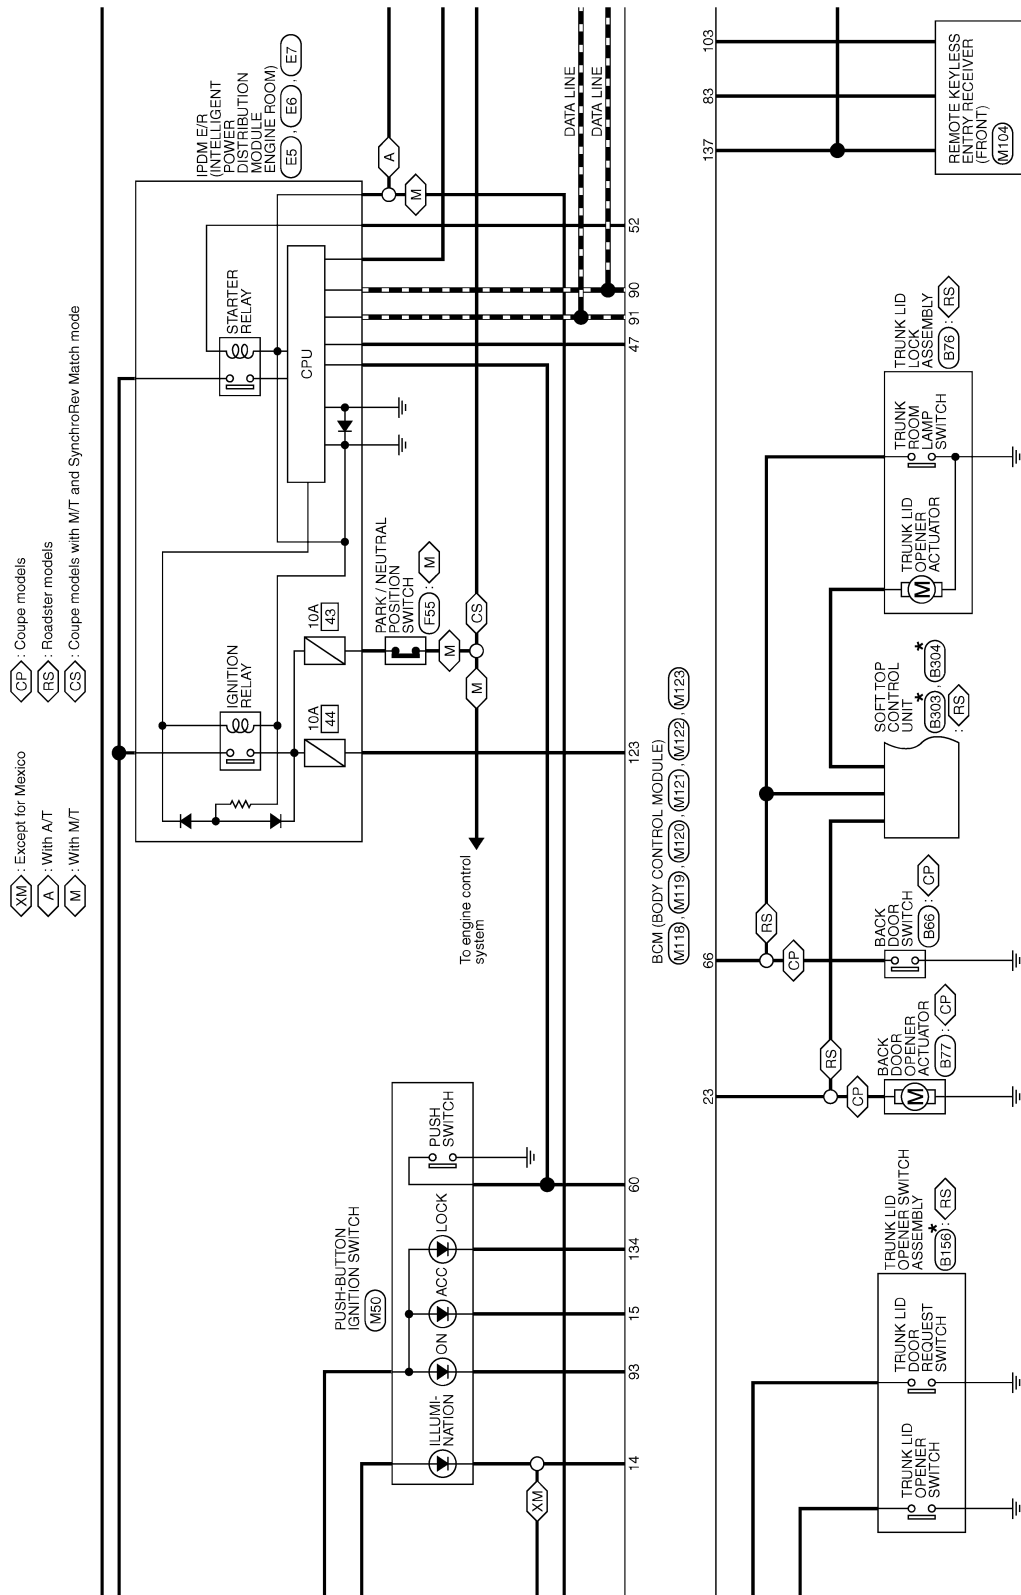 XM : Except for Mexico
A : With A/T
M : With M/T
CP : Coupe models
RS : Roadster models
CS : Coupe models with M/T and SynchroRev Match mode
IPDM E/R
(INTELLIGENT
POWER
DISTRIBUTION
MODULE
ENGINE ROOM)
E5 , E6 , E7
IGNITION
RELAY
STARTER
RELAY
CPU
10A
44
10A
43
PARK / NEUTRAL
POSITION
SWITCH
F55 : M
A
M
M
M
CS
To engine control
system
DATA LINE
DATA LINE
PUSH-BUTTON
IGNITION SWITCH
M50
ILLUMI-
NATION
ON
ACC
LOCK
PUSH
SWITCH
XM
14
93
15
134
60
123
47
91
90
52
BCM (BODY CONTROL MODULE)
M118 , M119 , M120 , M121 , M122 , M123
23
66
137
83
103
RS
CP
RS
CP
TRUNK LID
OPENER SWITCH
ASSEMBLY
B156* : RS
TRUNK LID
OPENER
SWITCH
TRUNK LID
DOOR
REQUEST
SWITCH
BACK
DOOR
OPENER
ACTUATOR
B77 : CP
M
BACK
DOOR
SWITCH
B66 : CP
SOFT TOP
CONTROL
UNIT
B303* , B304*
: RS
TRUNK LID
LOCK
ASSEMBLY
B76 : RS
TRUNK LID
OPENER
ACTUATOR
M
TRUNK
ROOM
LAMP
SWITCH
REMOTE KEYLESS
ENTRY RECEIVER
(FRONT)
M104